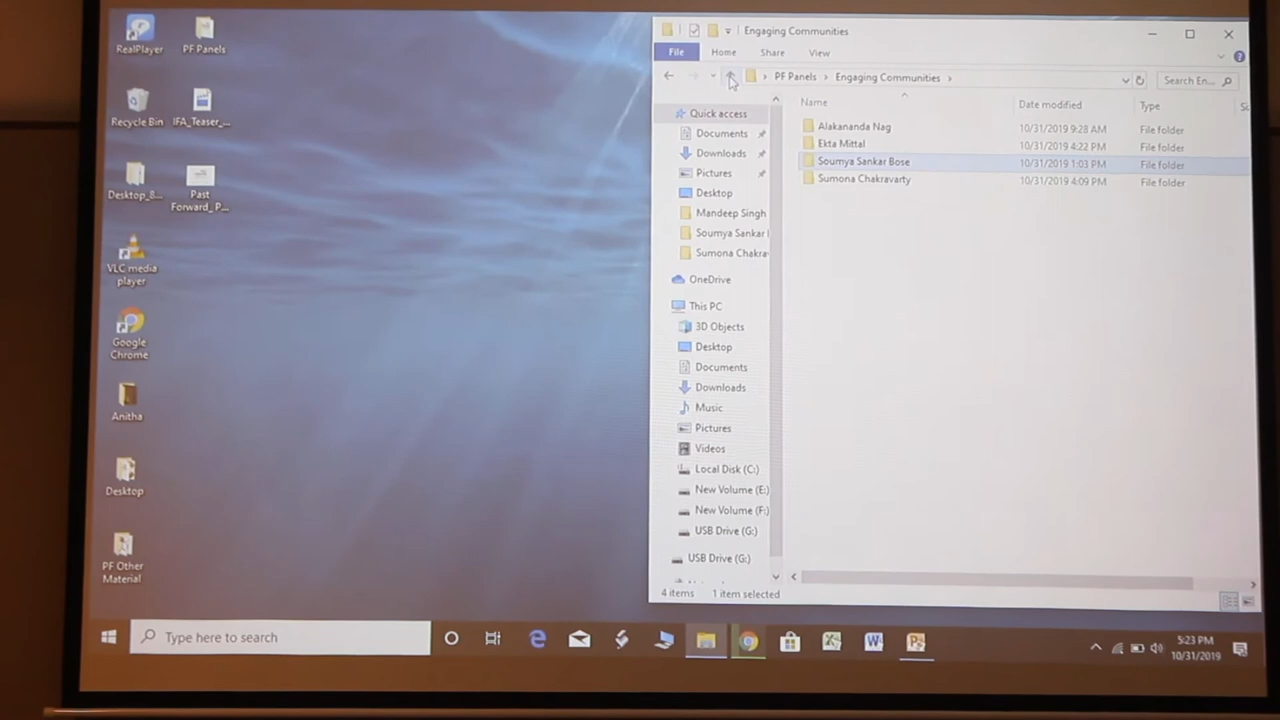 RealPlayer
PF Panels
Recycle Bin
IFA_Teaser_...
Desktop_8...
Past
Forward_P...
VLC media
player
Google
Chrome
Anitha
Desktop
PF Other
Material
Engaging Communities
File
Home
Share
View
PF Panels > Engaging Communities >
Search En...
Quick access
Documents
Downloads
Pictures
Desktop
Mandeep Singh
Soumya Sankar
Sumona Chakra
OneDrive
This PC
3D Objects
Desktop
Documents
Downloads
Music
Pictures
Videos
Local Disk (C:)
New Volume (E:)
New Volume (F:)
USB Drive (G:)
USB Drive (G:)
Name
Date modified
Type
Alakananda Nag
10/31/2019 9:28 AM
File folder
Ekta Mittal
10/31/2019 4:22 PM
File folder
Soumya Sankar Bose
10/31/2019 1:03 PM
File folder
Sumona Chakravarty
10/31/2019 4:09 PM
File folder
4 items
1 item selected
Type here to search
5:23 PM
10/31/2019